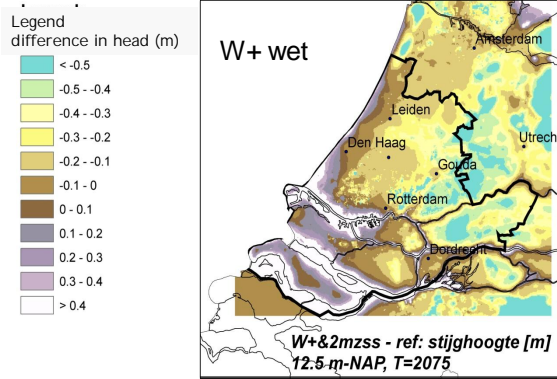 Legend
difference in head (m)
< -0.5
-0.5 - -0.4
-0.4 - -0.3
-0.3 - -0.2
-0.2 - -0.1
-0.1 - 0
0 - 0.1
0.1 - 0.2
0.2 - 0.3
0.3 - 0.4
> 0.4
W+ wet
Amsterdam
Leiden
Utrech
Den Haag
Gouda
Rotterdam
Dordrecht
W+&2mzss - ref: stijghoogte [m]
12.5 m-NAP, T=2075